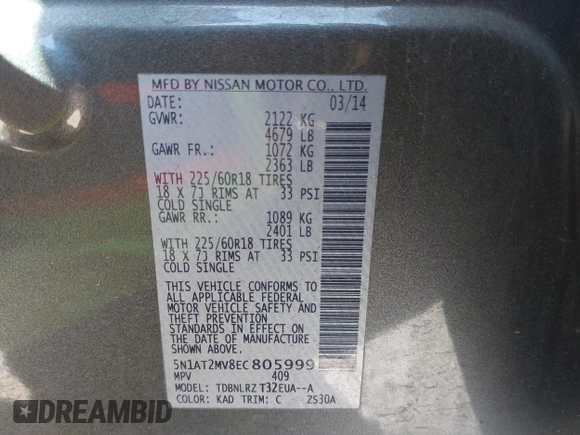 MFD BY NISSAN MOTOR CO., LTD.
DATE: 03/14
GVWR: 2122 KG
4679 LB
GAWR FR.: 1072 KG
2363 LB
WITH 225/60R18 TIRES
18 X 7J RIMS AT 33 PSI
COLD SINGLE
GAWR RR.: 1089 KG
2401 LB
WITH 225/60R18 TIRES
18 X 7J RIMS AT 33 PSI
COLD SINGLE
THIS VEHICLE CONFORMS TO
ALL APPLICABLE FEDERAL
MOTOR VEHICLE SAFETY AND
THEFT PREVENTION
STANDARDS IN EFFECT ON
THE DATE OF MANUFACTURE
SHOWN ABOVE.
5N1AT2MV8EC805999
MPV 409
MODEL: TDBNLRZ T32EUA--A
COLOR: KAD TRIM: C ZS30A
© AutoBidCar